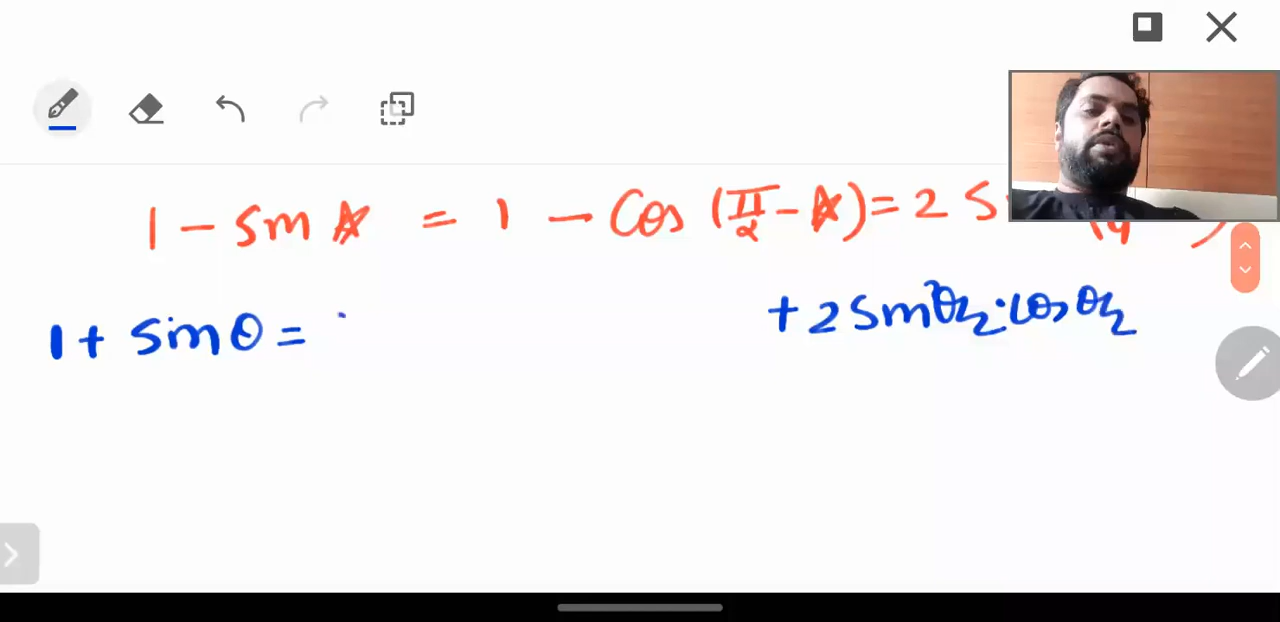 1 - Sin A = 1 - Cos (π/2 - A) = 2 S
1 + Sin θ = + 2 Sin θ/2 · Cos θ/2